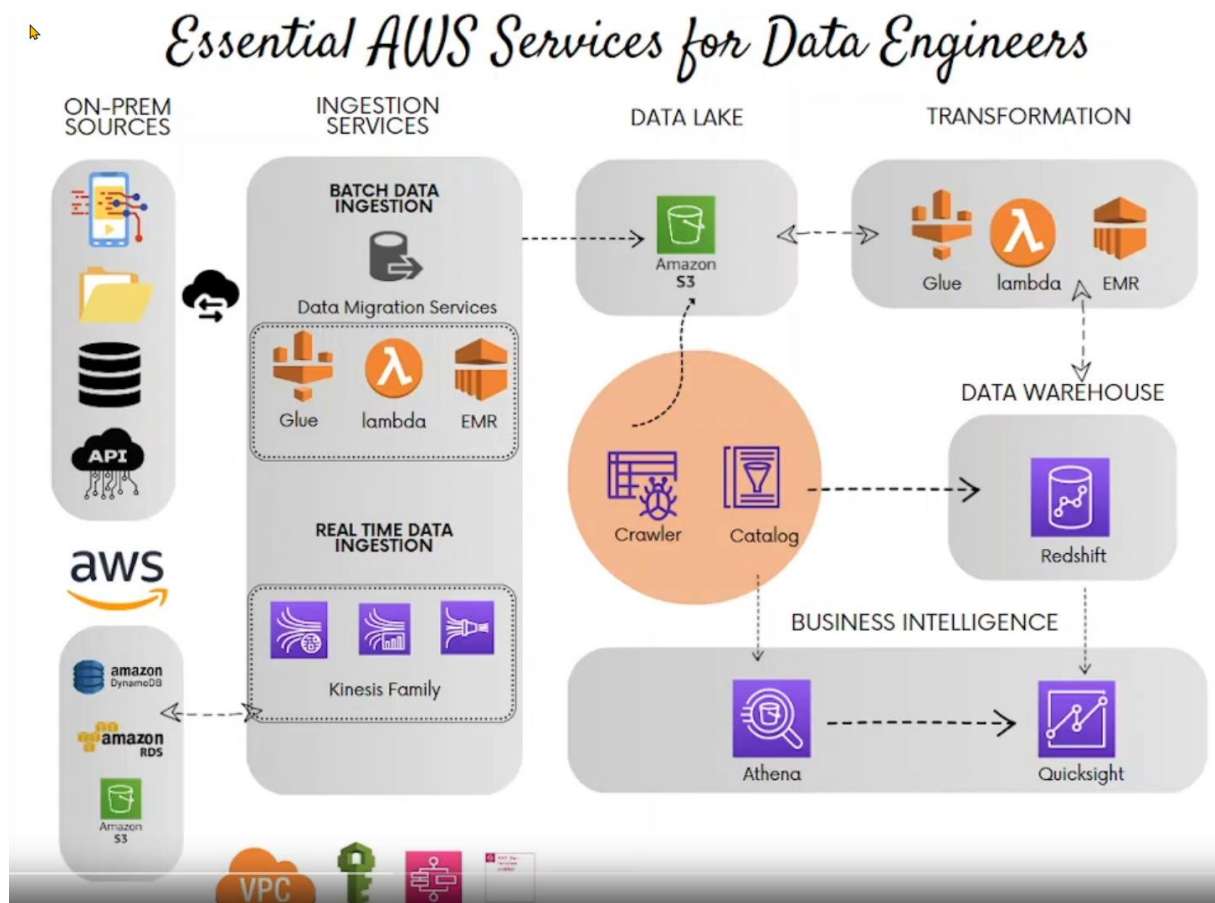 Essential AWS Services for Data Engineers
ON-PREM
SOURCES
API
aws
amazon
DynamoDB
amazon
RDS
Amazon
S3
INGESTION
SERVICES
BATCH DATA
INGESTION
Data Migration Services
Glue
lambda
EMR
REAL TIME DATA
INGESTION
Kinesis Family
DATA LAKE
Amazon
S3
Crawler
Catalog
TRANSFORMATION
Glue
lambda
EMR
DATA WAREHOUSE
Redshift
BUSINESS INTELLIGENCE
Athena
Quicksight
VPC